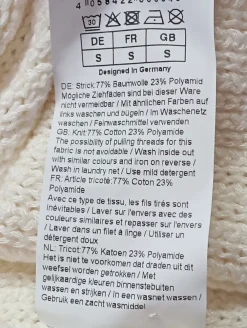 30
DE FR GB
S S S
Designed in Germany
DE: Strick:77% Baumwolle 23% Polyamid
Mögliche Ziehfäden sind bei dieser Ware
nicht vermeidbar / Mit ähnlichen Farben auf
links waschen und bügeln / im Wäschenetz
waschen / Feinwaschmittel verwenden
GB: Knit:77% Cotton 23% Polyamide
The possibility of pulling threads for this
fabric is not avoidable / Wash inside out /
with similar colours and iron on reverse /
Wash in laundry net / Use mild detergent
FR: Article tricoté:77% Coton 23%
Polyamide
Avec ce type de tissu, les fils tirés sont
inévitables / Laver sur l'envers avec des
couleurs similaires et repasser sur l'envers
/ Laver dans un filet à linge / Utiliser un
détergent doux
NL: Tricot:77% Katoen 23% Polyamide
Het is niet te voorkomen dat draden uit dit
weefsel worden getrokken / Met
gelijkaardige kleuren binnenstebuiten
wassen en strijken / in een wasnet wassen /
Gebruik een zacht wasmiddel